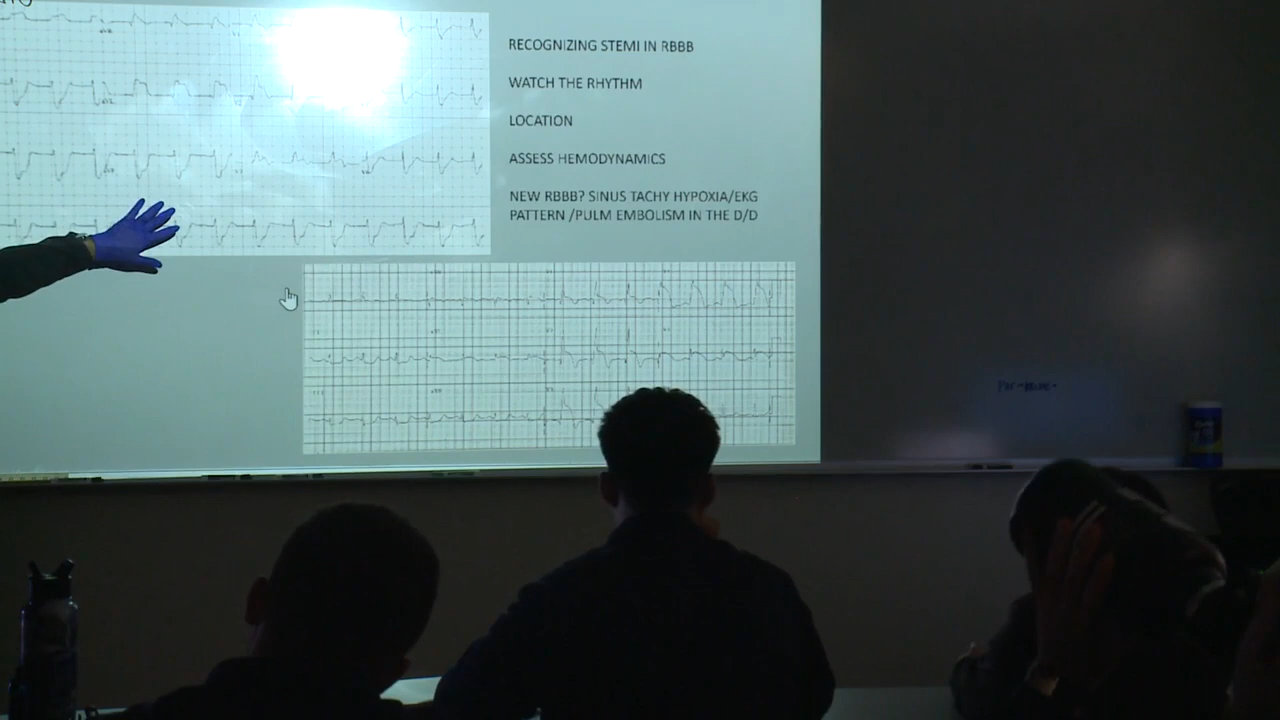 RECOGNIZING STEMI IN RBBB
WATCH THE RHYTHM
LOCATION
ASSESS HEMODYNAMICS
NEW RBBB? SINUS TACHY HYPOXIA/EKG
PATTERN /PULM EMBOLISM IN THE D/D